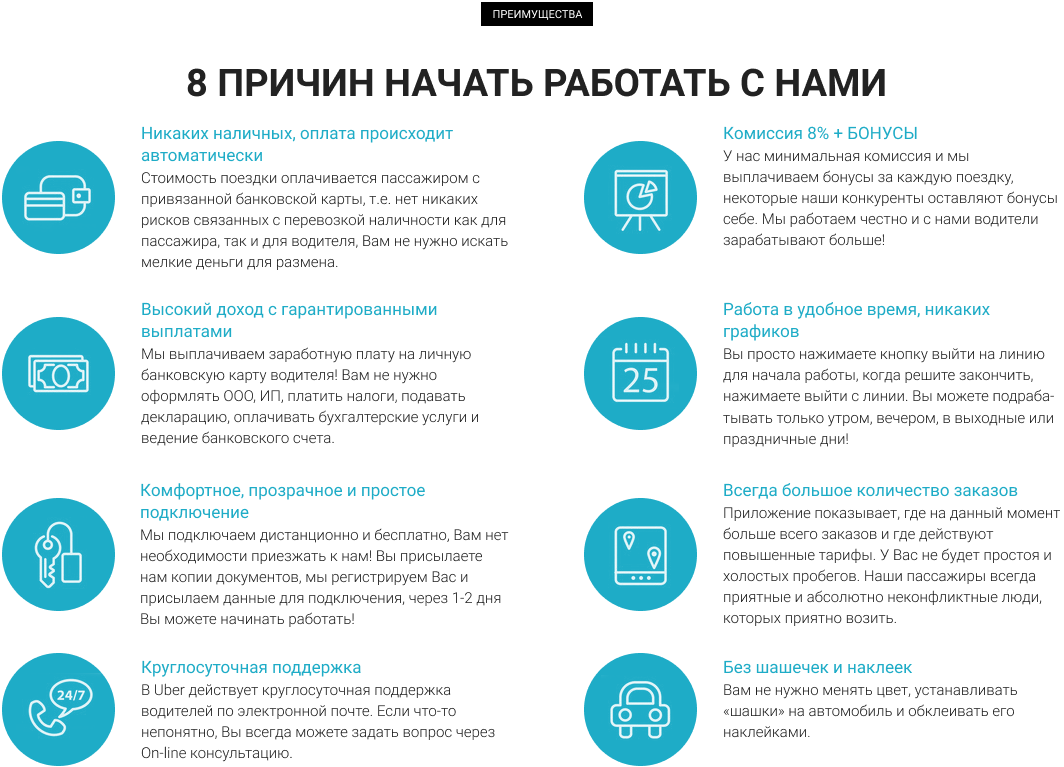 ПРЕИМУЩЕСТВА
8 ПРИЧИН НАЧАТЬ РАБОТАТЬ С НАМИ
Никаких наличных, оплата происходит
автоматически
Стоимость поездки оплачивается пассажиром с
привязанной банковской карты, т.е. нет никаких
рисков связанных с перевозкой наличности как для
пассажира, так и для водителя, Вам не нужно искать
мелкие деньги для размена.
Комиссия 8% + БОНУСЫ
У нас минимальная комиссия и мы
выплачиваем бонусы за каждую поездку,
некоторые наши конкуренты оставляют бонусы
себе. Мы работаем честно и с нами водители
зарабатывают больше!
Высокий доход с гарантированными
выплатами
Мы выплачиваем заработную плату на личную
банковскую карту водителя! Вам не нужно
оформлять ООО, ИП, платить налоги, подавать
декларацию, оплачивать бухгалтерские услуги и
ведение банковского счета.
25
Работа в удобное время, никаких
графиков
Вы просто нажимаете кнопку выйти на линию
для начала работы, когда решите закончить,
нажимаете выйти с линии. Вы можете подраба-
тывать только утром, вечером, в выходные или
праздничные дни!
Комфортное, прозрачное и простое
подключение
Мы подключаем дистанционно и бесплатно, Вам нет
необходимости приезжать к нам! Вы присылаете
нам копии документов, мы регистрируем Вас и
присылаем данные для подключения, через 1-2 дня
Вы можете начинать работать!
Всегда большое количество заказов
Приложение показывает, где на данный момент
больше всего заказов и где действуют
повышенные тарифы. У Вас не будет простоя и
холостых пробегов. Наши пассажиры всегда
приятные и абсолютно неконфликтные люди,
которых приятно возить.
24/7
Круглосуточная поддержка
В Uber действует круглосуточная поддержка
водителей по электронной почте. Если что-то
непонятно, Вы всегда можете задать вопрос через
On-line консультацию.
Без шашечек и наклеек
Вам не нужно менять цвет, устанавливать
«шашки» на автомобиль и обклеивать его
наклейками.